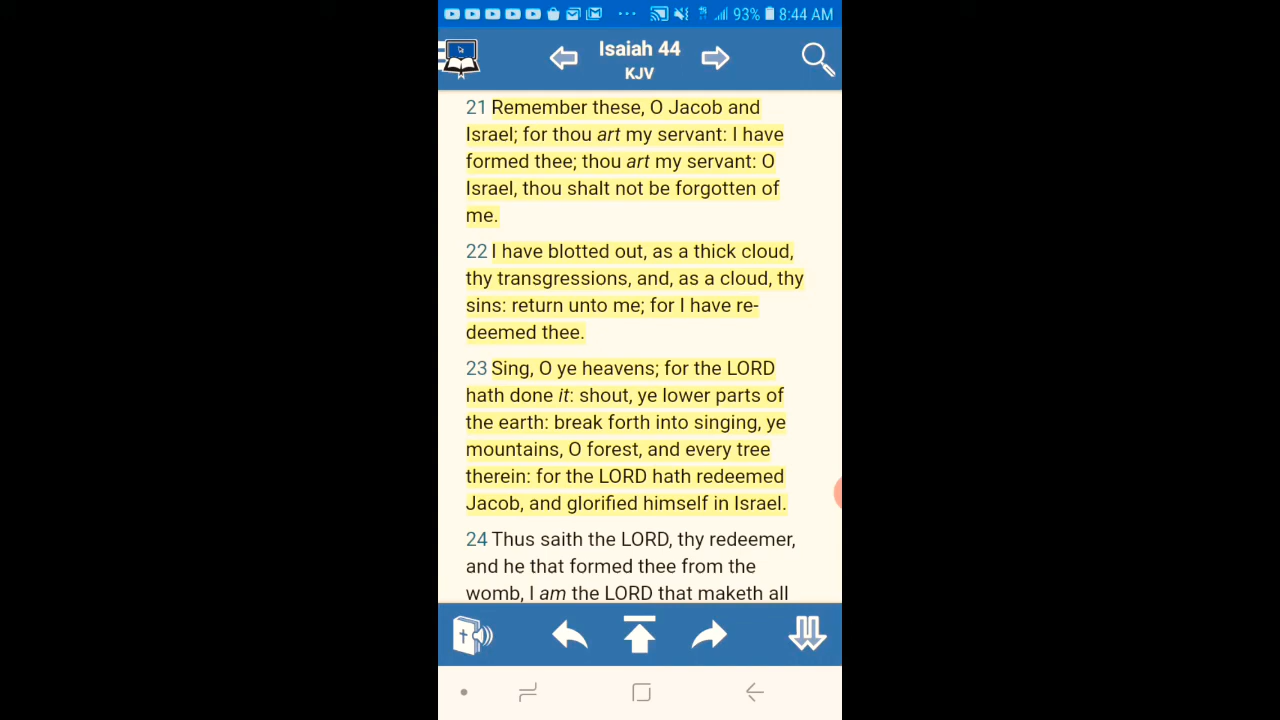 93% 8:44 AM
Isaiah 44
KJV
21 Remember these, O Jacob and
Israel; for thou art my servant: I have
formed thee; thou art my servant: O
Israel, thou shalt not be forgotten of
me.
22 I have blotted out, as a thick cloud,
thy transgressions, and, as a cloud, thy
sins: return unto me; for I have re-
deemed thee.
23 Sing, O ye heavens; for the LORD
hath done it: shout, ye lower parts of
the earth: break forth into singing, ye
mountains, O forest, and every tree
therein: for the LORD hath redeemed
Jacob, and glorified himself in Israel.
24 Thus saith the LORD, thy redeemer,
and he that formed thee from the
womb, I am the LORD that maketh all